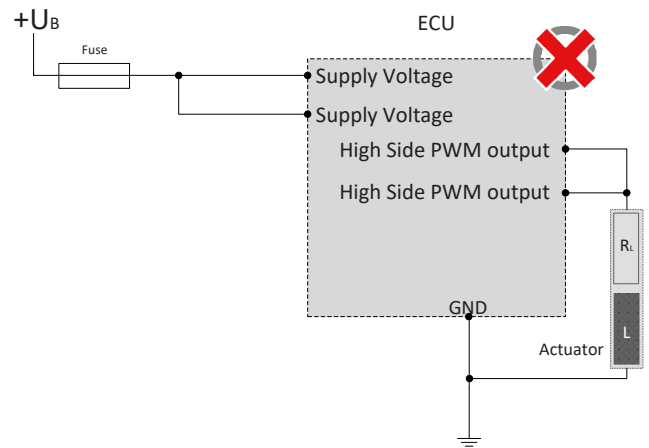 +UB
ECU
Fuse
Supply Voltage
Supply Voltage
High Side PWM output
High Side PWM output
RL
GND
L
Actuator